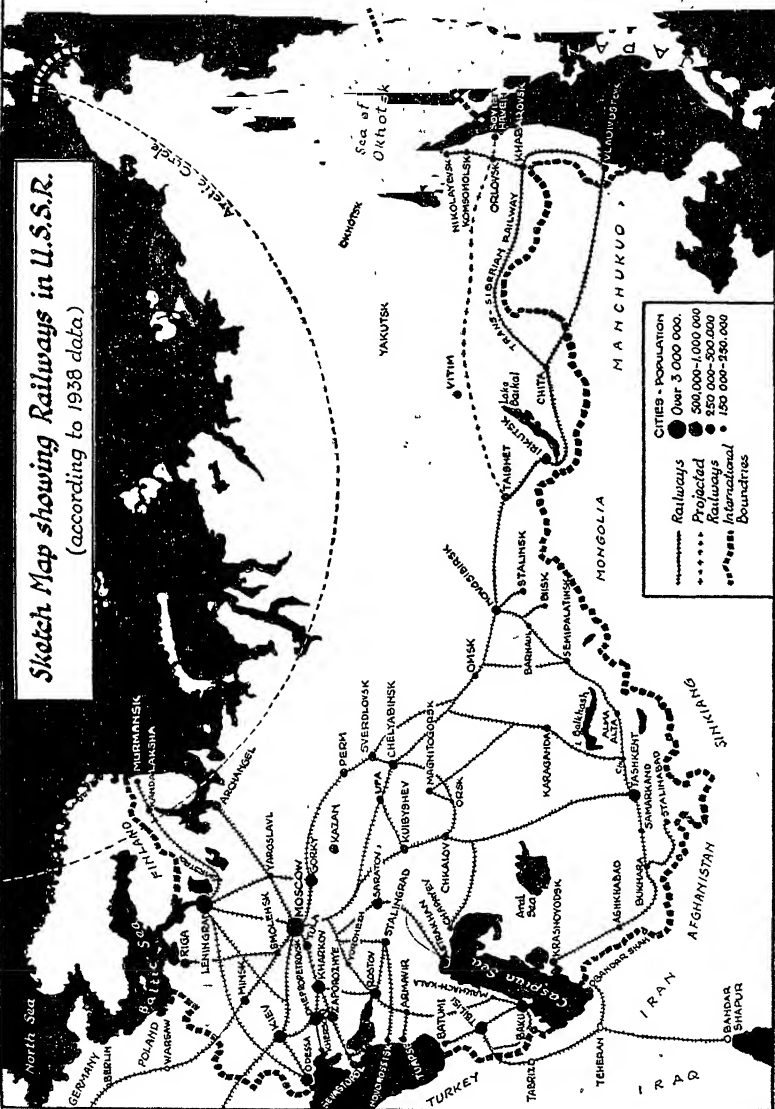 Sketch Map showing Railways in U.S.S.R.
(according to 1938 data)
Arctic Circle
North Sea
Baltic Sea
GERMANY
BERLIN
POLAND
WARSAW
FINLAND
MURMANSK
KANDALAKSHA
ARCHANGEL
RIGA
LENINGRAD
YAROSLAVL
MINSK
SMOLENSK
MOSCOW
GORKY
KAZAN
PERM
SVERDLOVSK
CHELYABINSK
UFA
MAGNITOGORSK
KUIBYSHEV
ORSK
CHKALOV
SARATOV
STALINGRAD
VORONEZH
TULA
KIEV
KHARKOV
DNEPROPETROVSK
ZAPOROZHYE
KHERSON
ODESSA
SEVASTOPOL
ROSTOV
ARMAVIR
NOVOROSSISK
TUAPSE
ASTRAKHAN
GURYEV
MAKHACH-KALA
BATUMI
TBILISI
BAKU
Caspian Sea
KRASNOVODSK
Aral Sea
ASHKHABAD
BUKHARA
SAMARKAND
STALINABAD
TASHKENT
ALMA
ALTA
L. Balkhash
KARAGANDA
OMSK
NOVOSIBIRSK
STALINSK
BIISK
BARNAUL
SEMIPALATINSK
TAISHET
IRKUTSK
Lake
Baikal
VITIM
CHITA
TRANS-SIBERIAN RAILWAY
YAKUTSK
OKHOTSK
Sea of
Okhotsk
NIKOLAYEVSK
KOMSOMOLSK
ORLOVSK
SOVIET
HAVEN
KHABAROVSK
VLADIVOSTOK
MANCHUKUO
MONGOLIA
SINKIANG
AFGHANISTAN
IRAN
IRAQ
TURKEY
TABRIZ
TEHERAN
BANDAR SHAH
BANDAR
SHAPUR
Railways
Projected
Railways
International
Boundries
CITIES - POPULATION
Over 3 000 000.
500,000-1,000 000
250 000-500.000
150 000-250.000